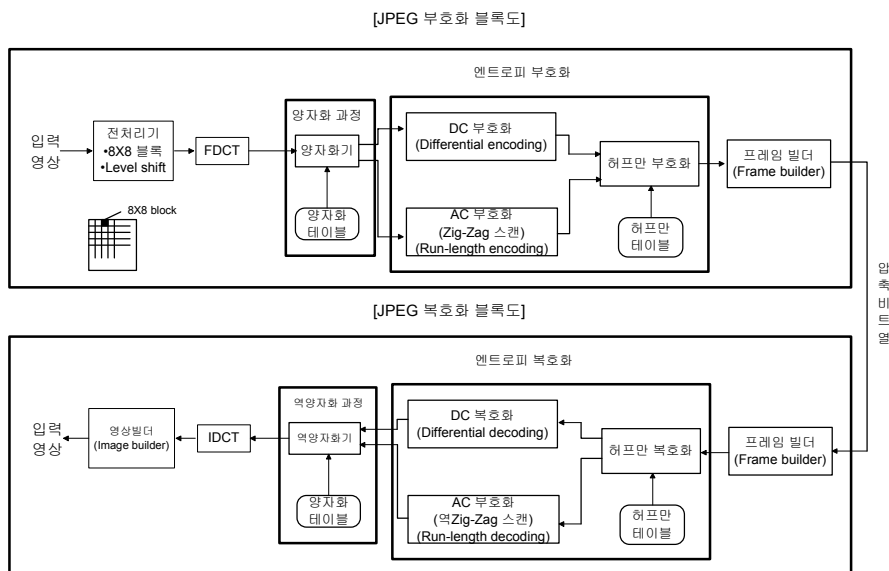 [JPEG 부호화 블록도]
엔트로피 부호화
양자화 과정
입력
영상
전처리기
•8X8 블록
•Level shift
FDCT
양자화기
DC 부호화
(Differential encoding)
허프만 부호화
프레임 빌더
(Frame builder)
8X8 block
양자화
테이블
AC 부호화
(Zig-Zag 스캔)
(Run-length encoding)
허프만
테이블
압
축
비
트
열
[JPEG 복호화 블록도]
엔트로피 복호화
역양자화 과정
입력
영상
영상빌더
(Image builder)
IDCT
역양자화기
DC 복호화
(Differential decoding)
허프만 복호화
프레임 빌더
(Frame builder)
양자화
테이블
AC 부호화
(역Zig-Zag 스캔)
(Run-length decoding)
허프만
테이블